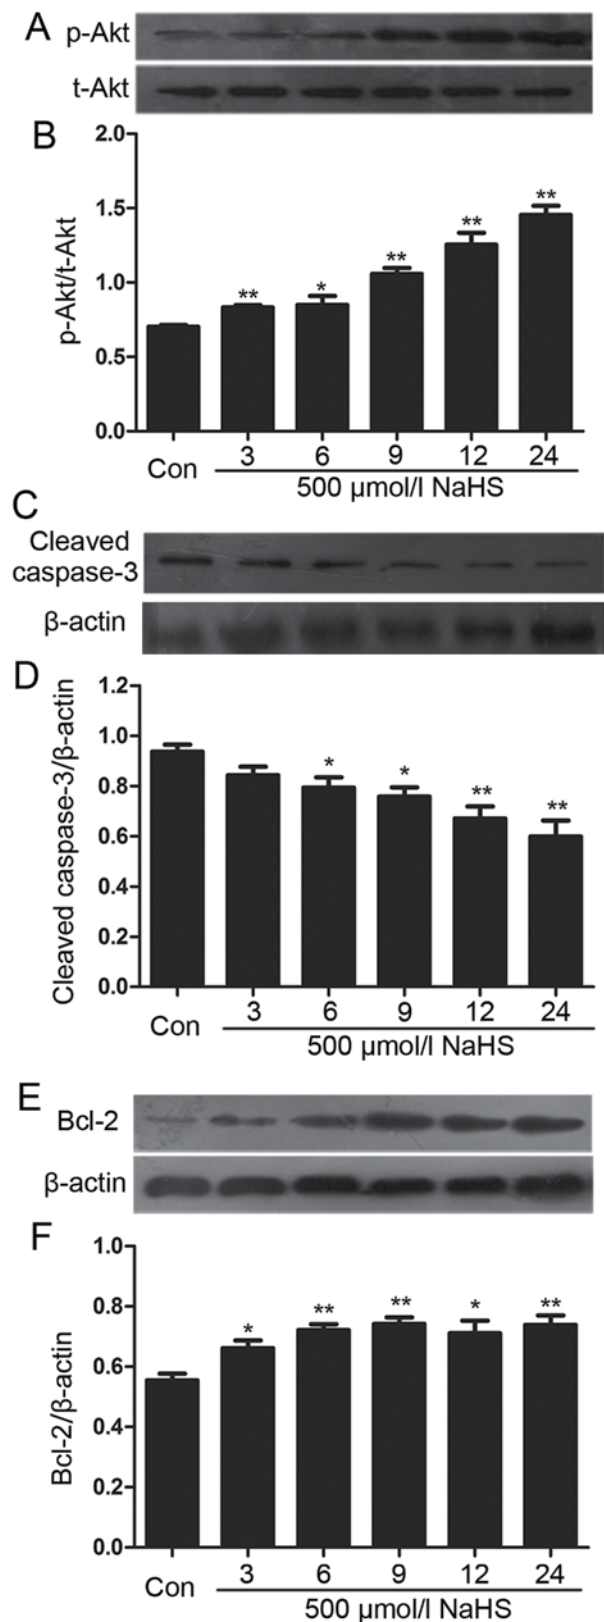 A
p-Akt
t-Akt
B
2.0
**
1.5
**
**
1.0
** *
0.5
0.0
p-Akt/t-Akt
Con 3 6 9 12 24
500 μmol/l NaHS
C
Cleaved
caspase-3
β-actin
D
1.2
1.0
* *
0.8
** **
0.6
0.4
0.2
0.0
Cleaved caspase-3/β-actin
Con 3 6 9 12 24
500 μmol/l NaHS
E
Bcl-2
β-actin
F
1.0
* ** ** * **
0.8
0.6
0.4
0.2
0.0
Bcl-2/β-actin
Con 3 6 9 12 24
500 μmol/l NaHS